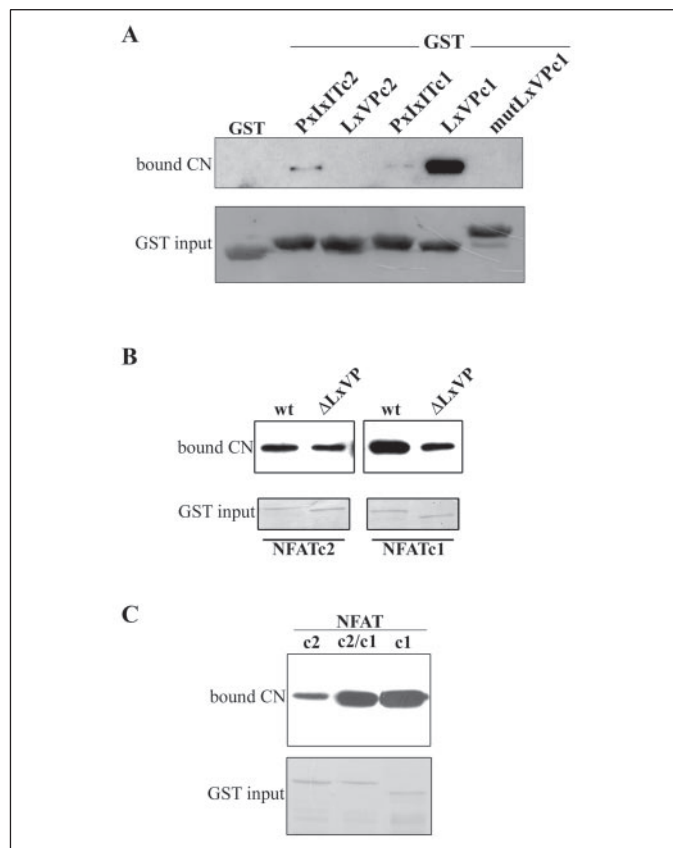 A
GST
GST
PxIxITc2
LxVPc2
PxIxITc1
LxVPc1
mutLxVPc1
bound CN
GST input
B
wt
ΔLxVP
wt
ΔLxVP
bound CN
GST input
NFATc2
NFATc1
C
NFAT
c2
c2/c1
c1
bound CN
GST input